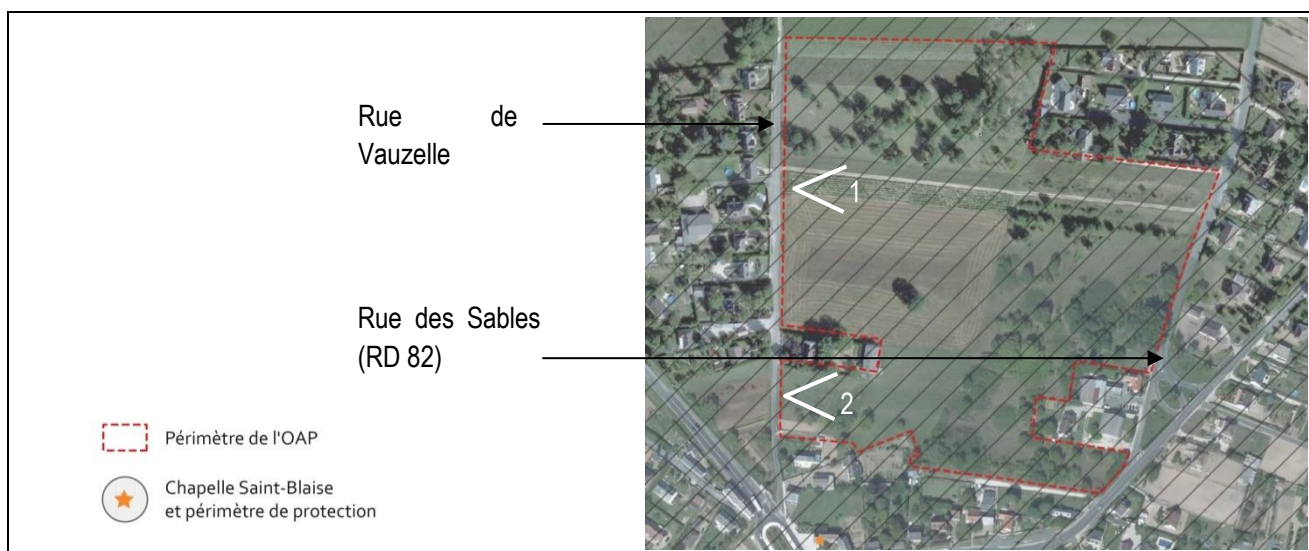 Rue de
Vauzelle
1
Rue des Sables
(RD 82)
2
Périmètre de l'OAP
Chapelle Saint-Blaise
et périmètre de protection